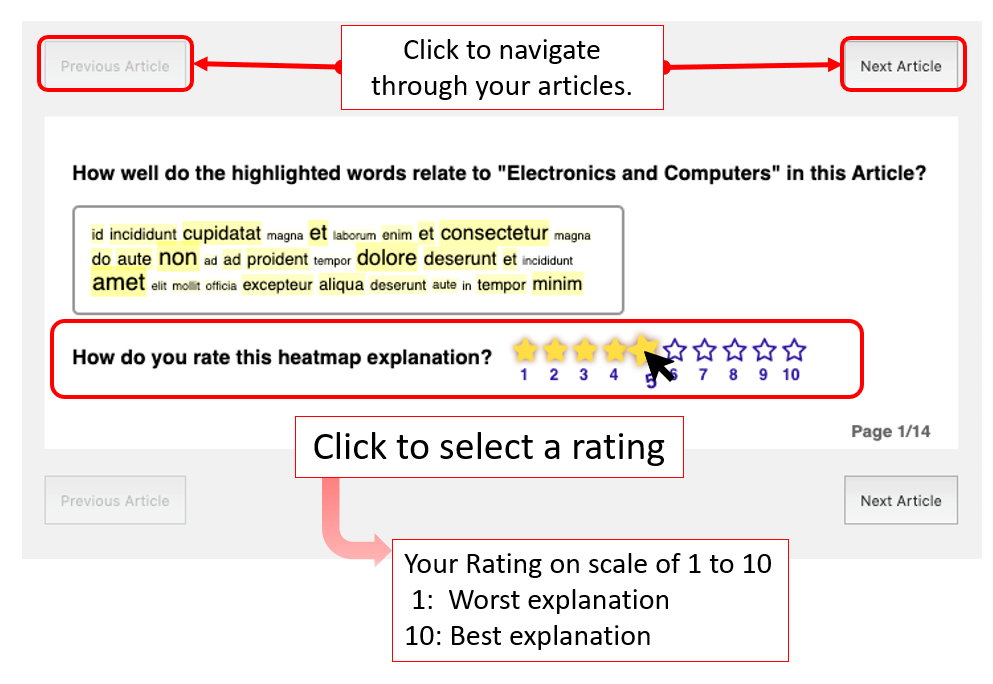 Previous Article
Click to navigate
through your articles.
Next Article
How well do the highlighted words relate to "Electronics and Computers" in this Article?
id incididunt cupidatat magna et laborum enim et consectetur magna
do aute non ad ad proident tempor dolore deserunt et incididunt
amet elit mollit officia excepteur aliqua deserunt aute in tempor minim
How do you rate this heatmap explanation?
1 2 3 4 5 6 7 8 9 10
Page 1/14
Click to select a rating
Previous Article
Next Article
Your Rating on scale of 1 to 10
1: Worst explanation
10: Best explanation